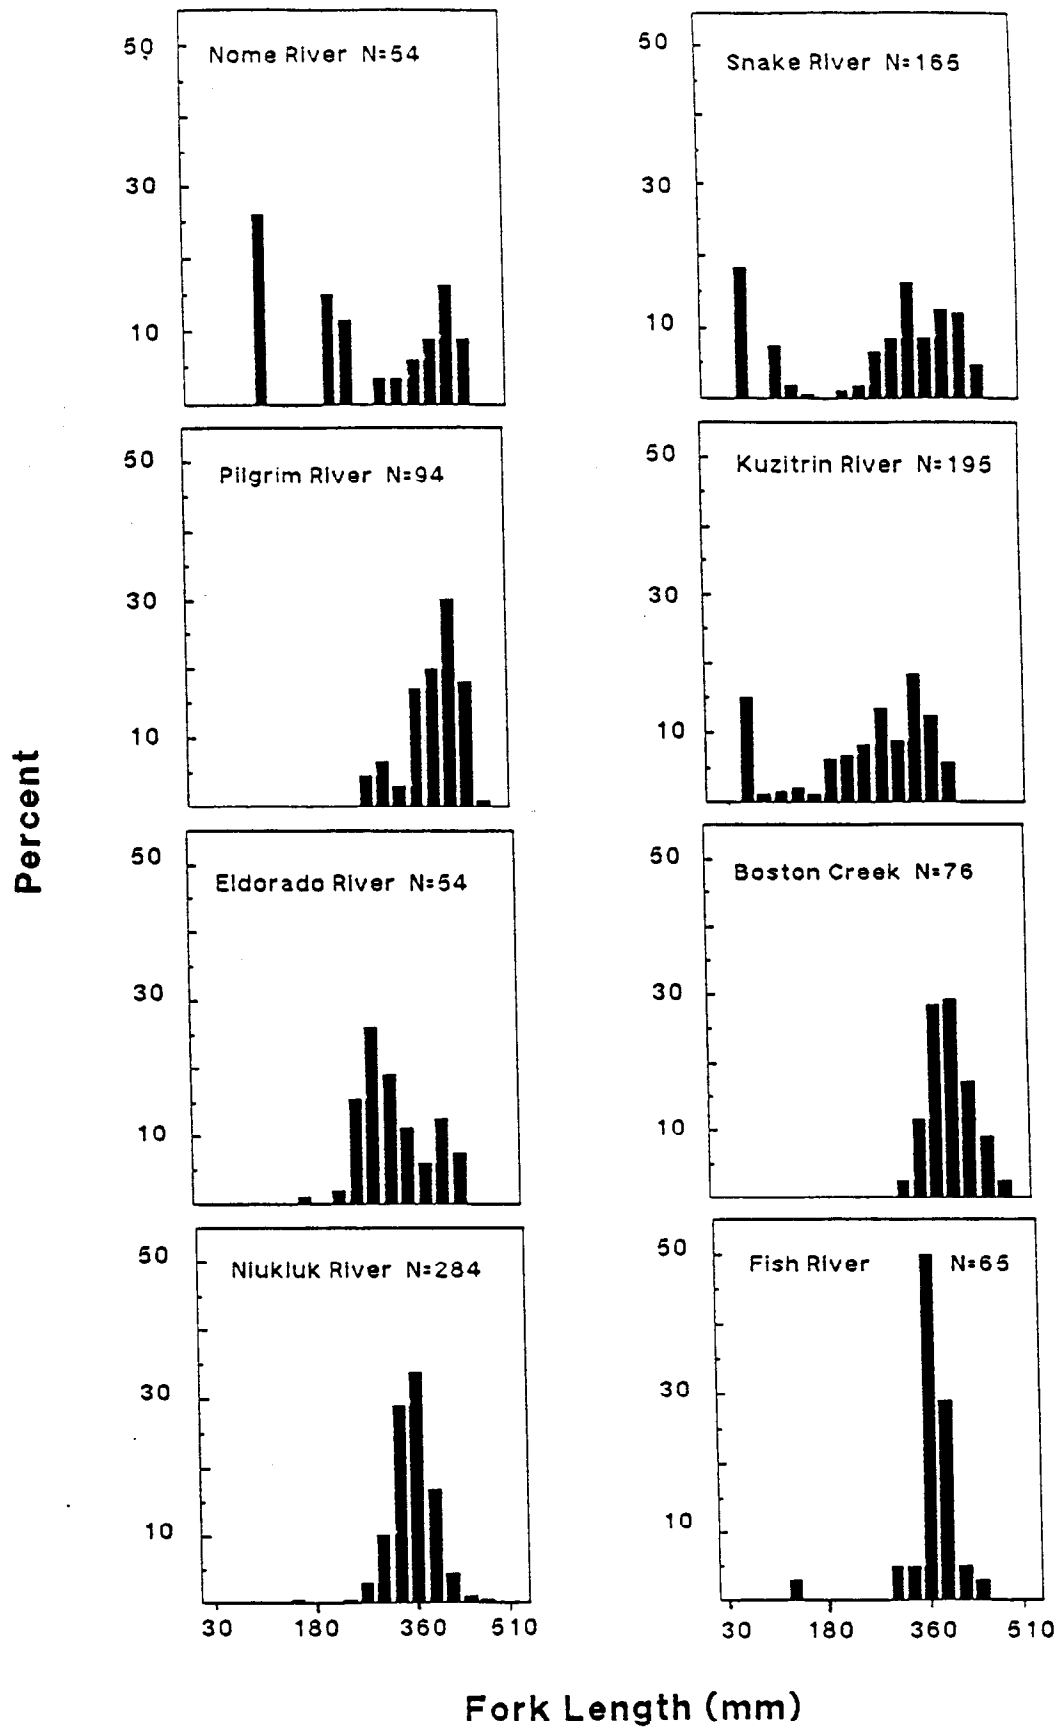 50
Nome River N=54
30
10
50
Snake River N=165
30
10
50
Pilgrim River N=94
30
10
50
Kuzitrin River N=195
30
10
Percent
50
Eldorado River N=54
30
10
50
Boston Creek N=76
30
10
50
Niukluk River N=284
30
10
30 180 360 510
50
Fish River N=65
30
10
30 180 360 510
Fork Length (mm)